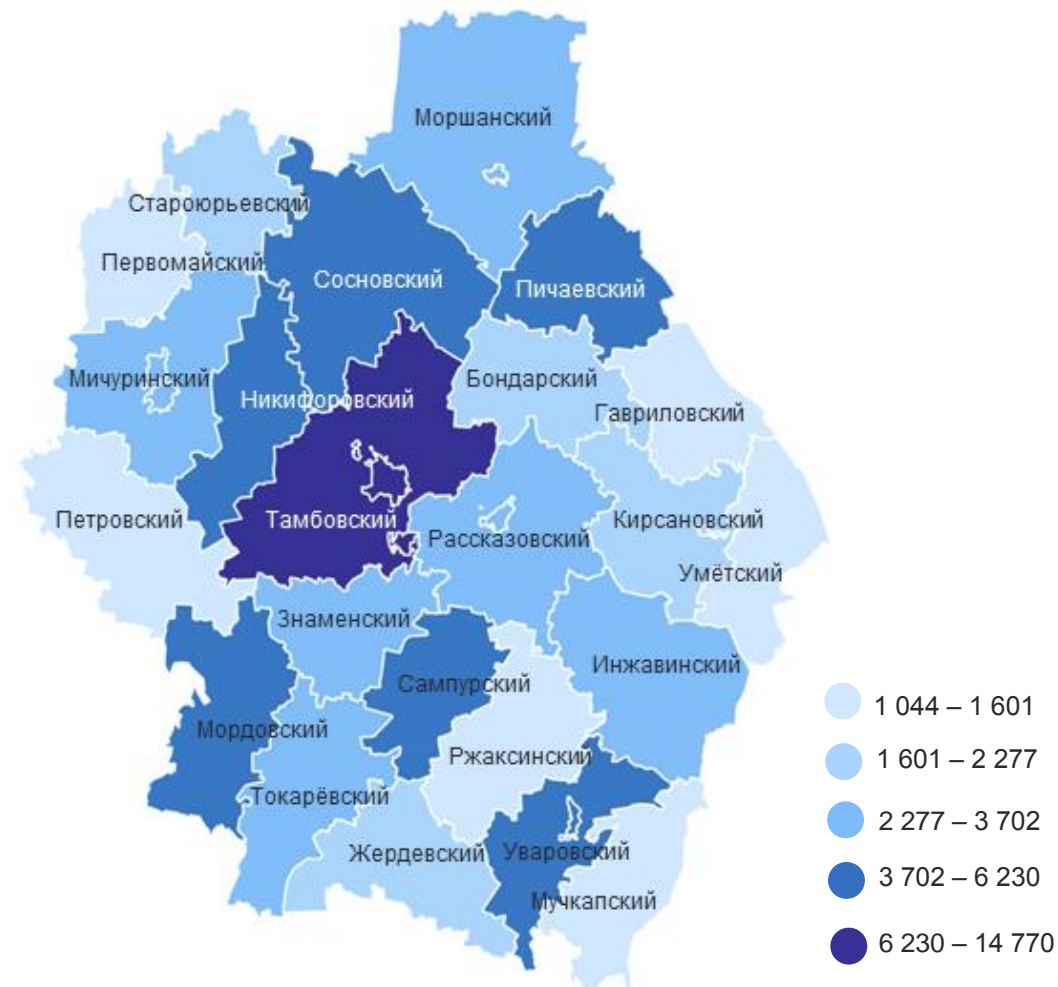 Моршанский
Староюрьевский
Первомайский
Сосновский
Пичаевский
Мичуринский
Никифоровский
Бондарский
Гавриловский
Петровский
Тамбовский
Рассказовский
Кирсановский
Умётский
Знаменский
Инжавинский
Сампурский
Мордовский
Ржаксинский
Токарёвский
Жердевский
Уваровский
Мучкапский
1 044 – 1 601
1 601 – 2 277
2 277 – 3 702
3 702 – 6 230
6 230 – 14 770